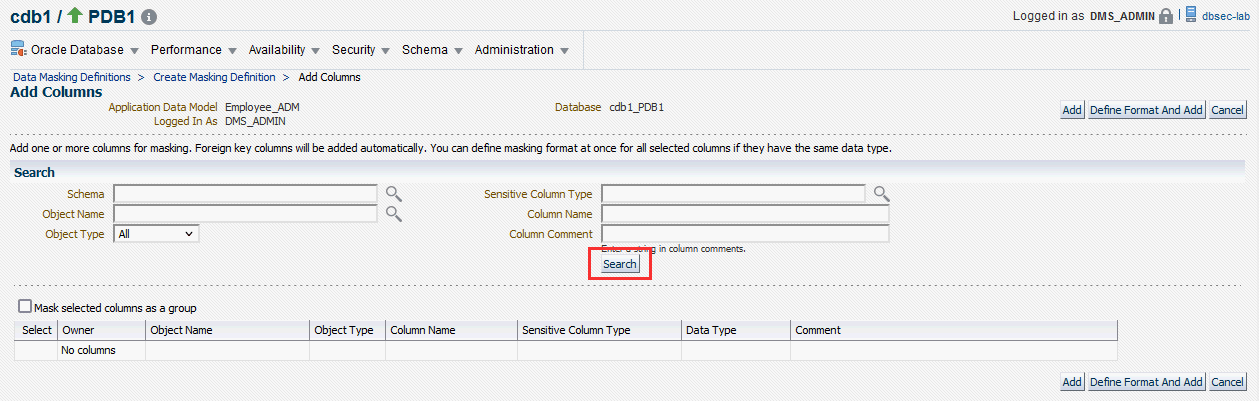 cdb1 / PDB1
Logged in as DMS_ADMIN | dbsec-lab
Oracle Database Performance Availability Security Schema Administration
Data Masking Definitions > Create Masking Definition > Add Columns
Add Columns
Application Data Model Employee_ADM Database cdb1_PDB1
Logged In As DMS_ADMIN
Add Define Format And Add Cancel
Add one or more columns for masking. Foreign key columns will be added automatically. You can define masking format at once for all selected columns if they have the same data type.
Search
Schema Sensitive Column Type
Object Name Column Name
Object Type All Column Comment
Enter a string in column comments.
Search
Mask selected columns as a group
Select Owner Object Name Object Type Column Name Sensitive Column Type Data Type Comment
No columns
Add Define Format And Add Cancel